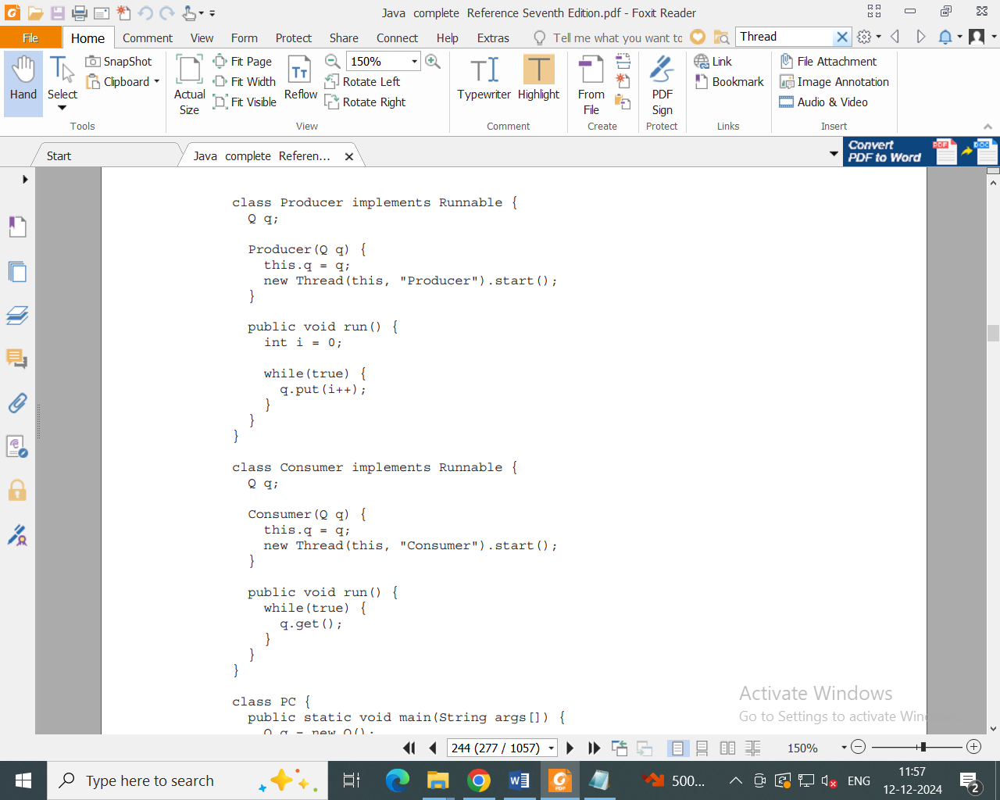 Java complete Reference Seventh Edition.pdf - Foxit Reader
File Home Comment View Form Protect Share Connect Help Extras Tell me what you want to Thread
SnapShot Fit Page 150% Link File Attachment
Clipboard Fit Width Rotate Left Bookmark Image Annotation
Hand Select Actual Size Fit Visible Reflow Rotate Right Typewriter Highlight From File PDF Sign Audio & Video
Tools View Comment Create Protect Links Insert
Start Java complete Referen... Convert PDF to Word PDF DOC
class Producer implements Runnable {
Q q;
Producer(Q q) {
this.q = q;
new Thread(this, "Producer").start();
}
public void run() {
int i = 0;
while(true) {
q.put(i++);
}
}
}
class Consumer implements Runnable {
Q q;
Consumer(Q q) {
this.q = q;
new Thread(this, "Consumer").start();
}
public void run() {
while(true) {
q.get();
}
}
}
class PC {
public static void main(String args[]) {
Q q = new Q();
Activate Windows
Go to Settings to activate Windows
244 (277 / 1057) 150%
Type here to search 500... ENG 11:57
12-12-2024 2